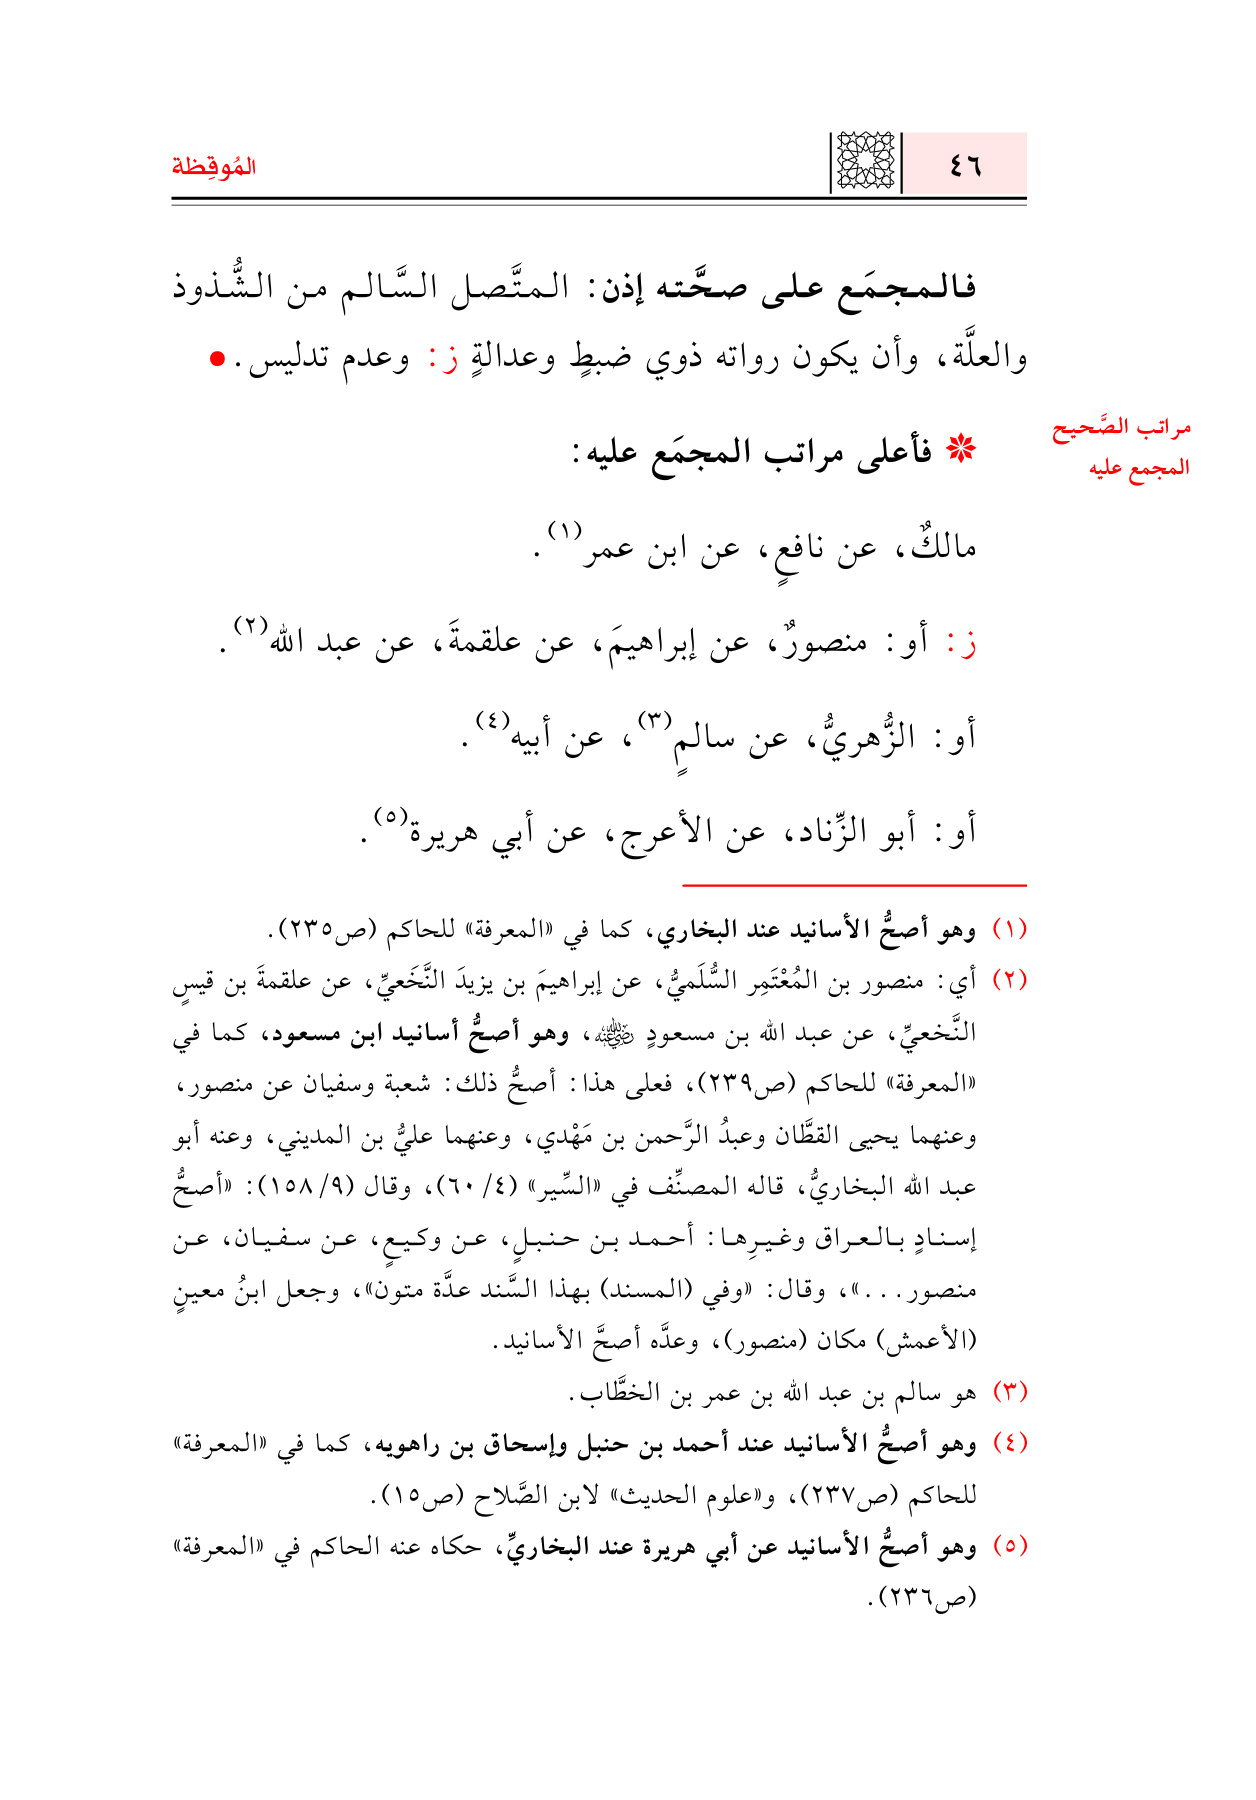 ٤٦
المُوقِظة
فالمجمَع على صحَّته إذن: المتَّصل السَّالم من الشُّذوذ
والعلَّة، وأن يكون رواته ذوي ضبطٍ وعدالةٍ ز: وعدم تدليس. ●
مراتب الصَّحيح
المجمع عليه
فأعلى مراتب المجمَع عليه:
مالكٌ، عن نافعٍ، عن ابن عمر(١).
ز: أو: منصورٌ، عن إبراهيمَ، عن علقمةَ، عن عبد الله(٢).
أو: الزُّهريُّ، عن سالمٍ(٣)، عن أبيه(٤).
أو: أبو الزِّناد، عن الأعرج، عن أبي هريرة(٥).
(١) وهو أصحُّ الأسانيد عند البخاري، كما في «المعرفة» للحاكم (ص٢٣٥).
(٢) أي: منصور بن المُعْتَمِر السُّلَميُّ، عن إبراهيمَ بن يزيدَ النَّخَعيِّ، عن علقمةَ بن قيسٍ
النَّخعيِّ، عن عبد الله بن مسعودٍ رضي الله عنه، وهو أصحُّ أسانيد ابن مسعود، كما في
«المعرفة» للحاكم (ص٢٣٩)، فعلى هذا: أصحُّ ذلك: شعبة وسفيان عن منصور،
وعنهما يحيى القطَّان وعبدُ الرَّحمن بن مَهْدي، وعنهما عليُّ بن المديني، وعنه أبو
عبد الله البخاريُّ، قاله المصنِّف في «السِّير» (٤/ ٦٠)، وقال (٩/ ١٥٨): «أصحُّ
إسنادٍ بالعراق وغيرِها: أحمد بن حنبلٍ، عن وكيعٍ، عن سفيان، عن
منصور...»، وقال: «وفي (المسند) بهذا السَّند عدَّة متون»، وجعل ابنُ معينٍ
(الأعمش) مكان (منصور)، وعدَّه أصحَّ الأسانيد.
(٣) هو سالم بن عبد الله بن عمر بن الخطَّاب.
(٤) وهو أصحُّ الأسانيد عند أحمد بن حنبل وإسحاق بن راهويه، كما في «المعرفة»
للحاكم (ص٢٣٧)، و«علوم الحديث» لابن الصَّلاح (ص١٥).
(٥) وهو أصحُّ الأسانيد عن أبي هريرة عند البخاريِّ، حكاه عنه الحاكم في «المعرفة»
(ص٢٣٦).